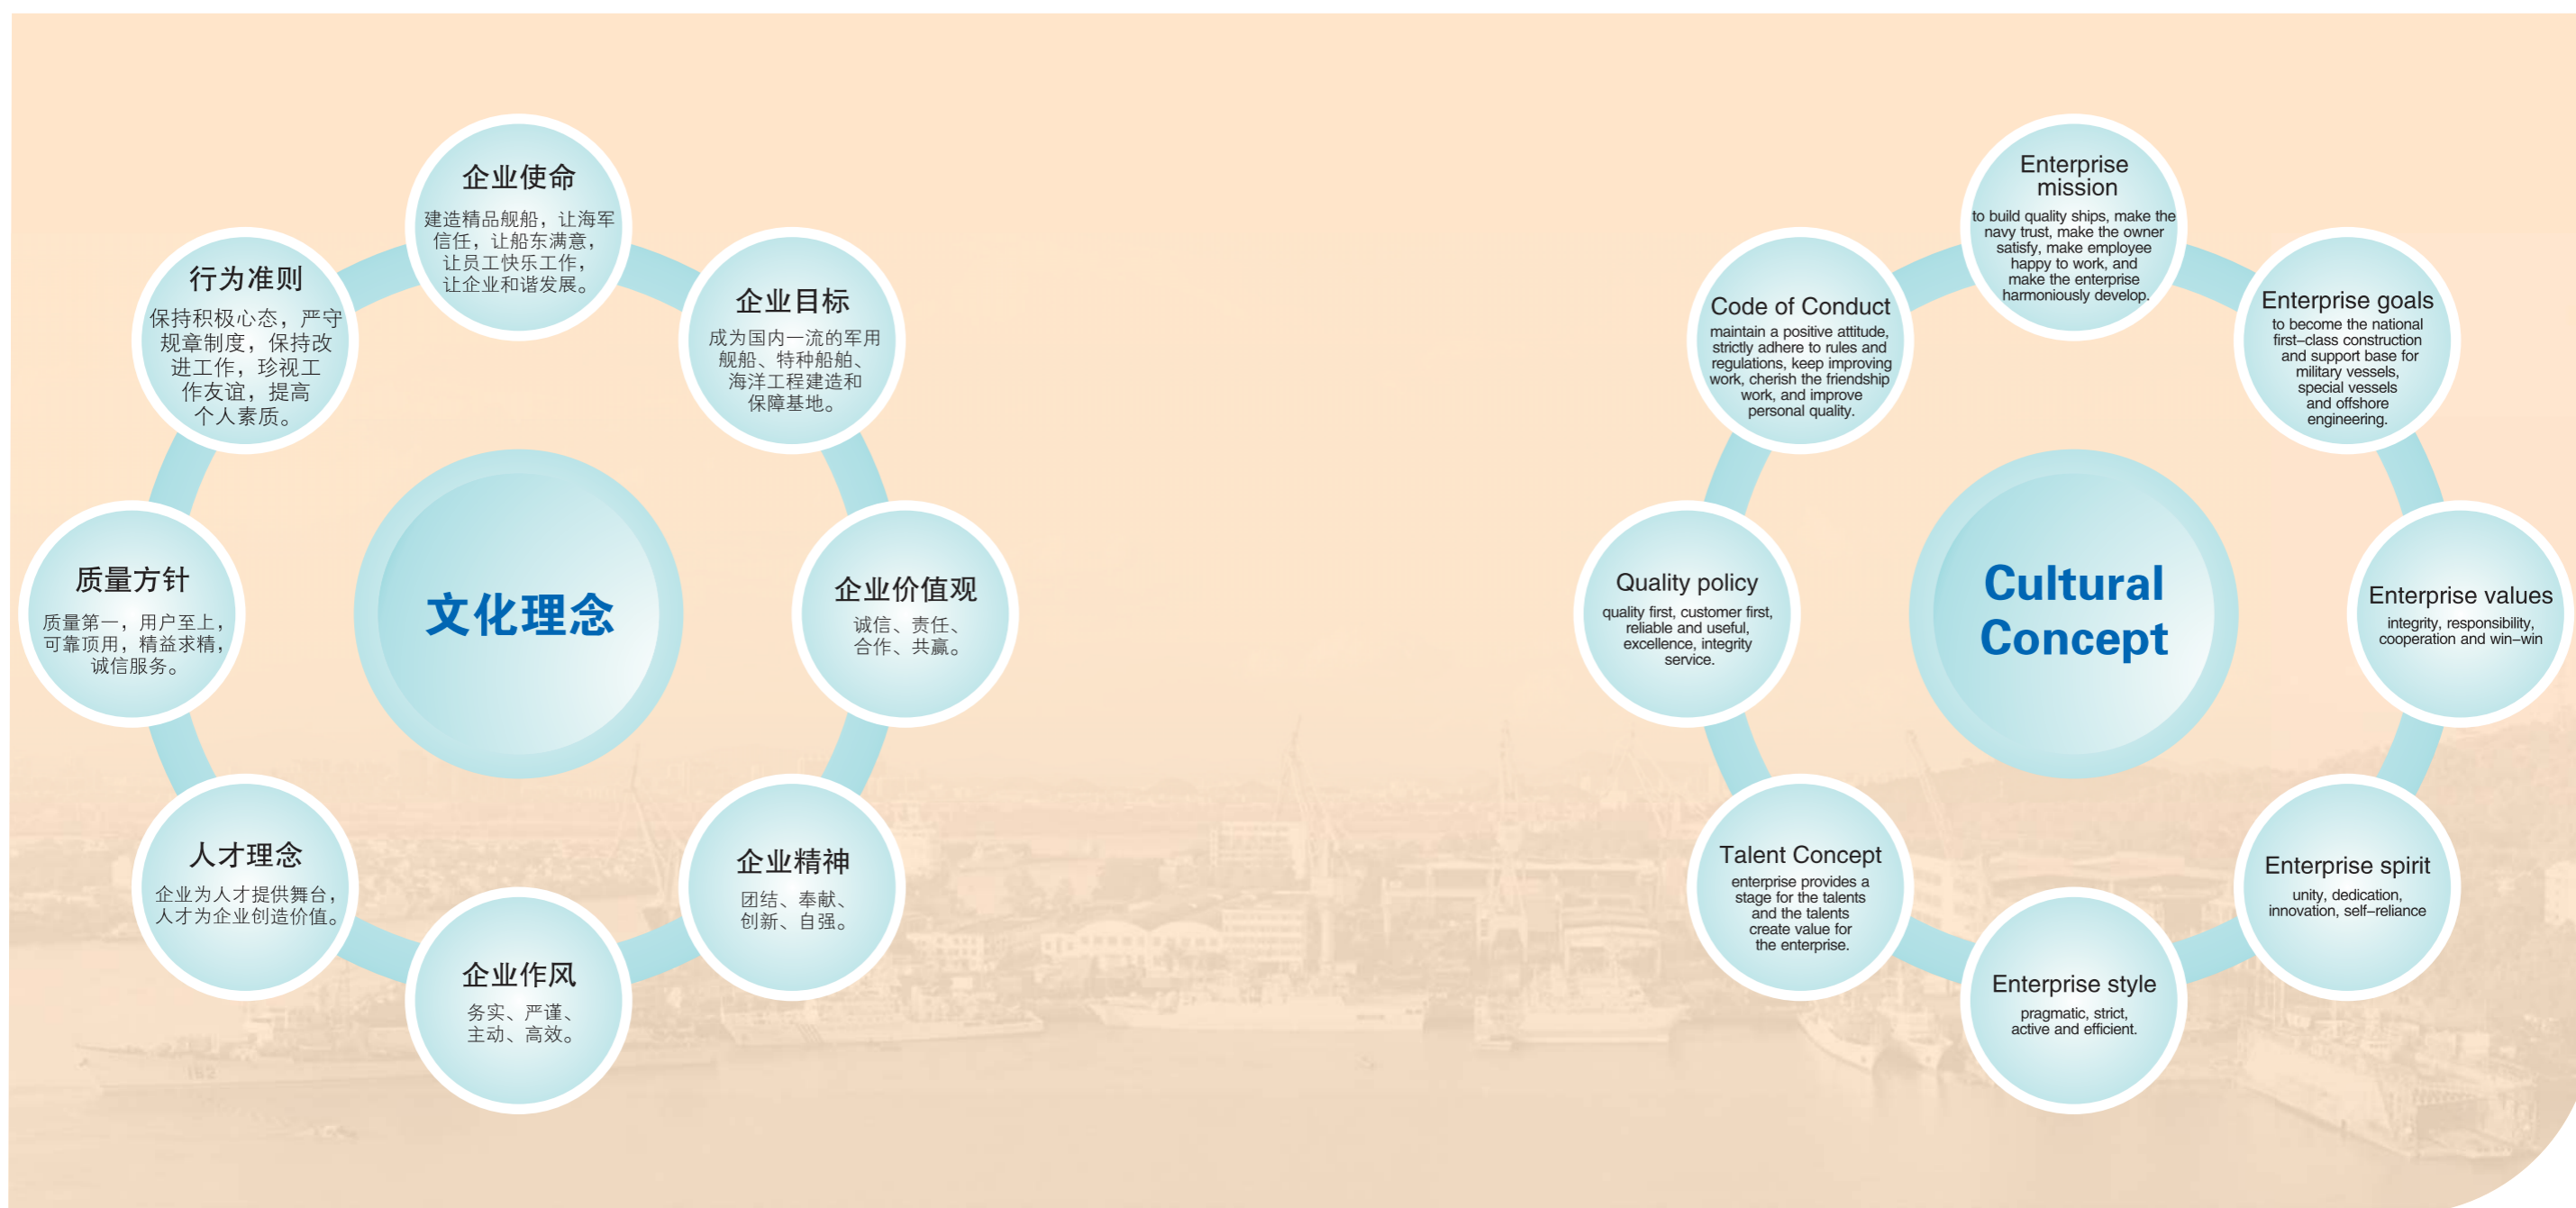 企业使命
建造精品舰船，让海军
信任，让船东满意，
让员工快乐工作，
让企业和谐发展。
企业目标
成为国内一流的军用
舰船、特种船舶、
海洋工程建造和
保障基地。
企业价值观
诚信、责任、
合作、共赢。
企业精神
团结、奉献、
创新、自强。
企业作风
务实、严谨、
主动、高效。
人才理念
企业为人才提供舞台，
人才为企业创造价值。
质量方针
质量第一，用户至上，
可靠顶用，精益求精，
诚信服务。
行为准则
保持积极心态，严守
规章制度，保持改
进工作，珍视工
作友谊，提高
个人素质。
文化理念
Enterprise
mission
to build quality ships, make the
navy trust, make the owner
satisfy, make employee
happy to work, and
make the enterprise
harmoniously develop.
Enterprise goals
to become the national
first-class construction
and support base for
military vessels,
special vessels
and offshore
engineering.
Enterprise values
integrity, responsibility,
cooperation and win-win
Enterprise spirit
unity, dedication,
innovation, self-reliance
Enterprise style
pragmatic, strict,
active and efficient.
Talent Concept
enterprise provides a
stage for the talents
and the talents
create value for
the enterprise.
Quality policy
quality first, customer first,
reliable and useful,
excellence, integrity
service.
Code of Conduct
maintain a positive attitude,
strictly adhere to rules and
regulations, keep improving
work, cherish the friendship
work, and improve
personal quality.
Cultural
Concept
162